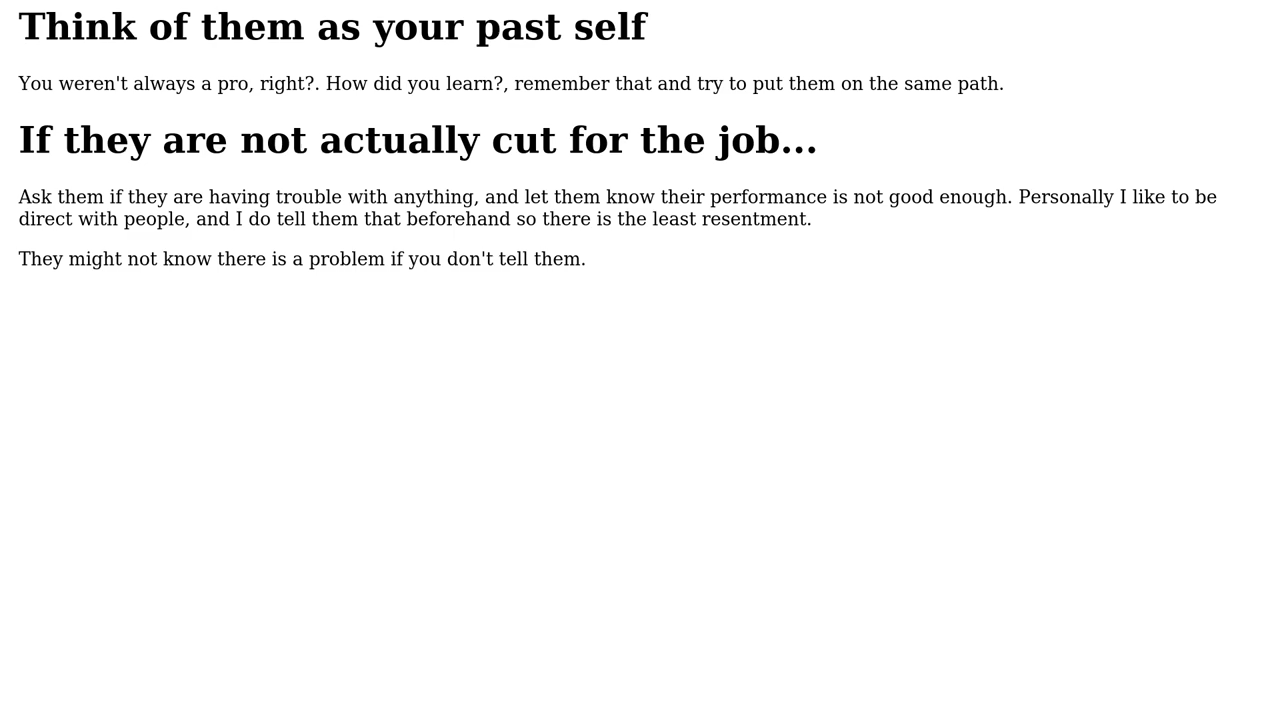 Think of them as your past self
You weren't always a pro, right?. How did you learn?, remember that and try to put them on the same path.
If they are not actually cut for the job...
Ask them if they are having trouble with anything, and let them know their performance is not good enough. Personally I like to be
direct with people, and I do tell them that beforehand so there is the least resentment.
They might not know there is a problem if you don't tell them.